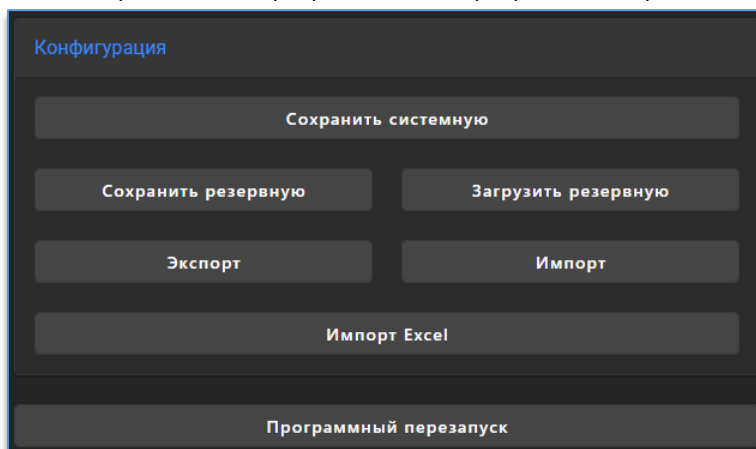 Конфигурация
Сохранить системную
Сохранить резервную Загрузить резервную
Экспорт Импорт
Импорт Excel
Программный перезапуск